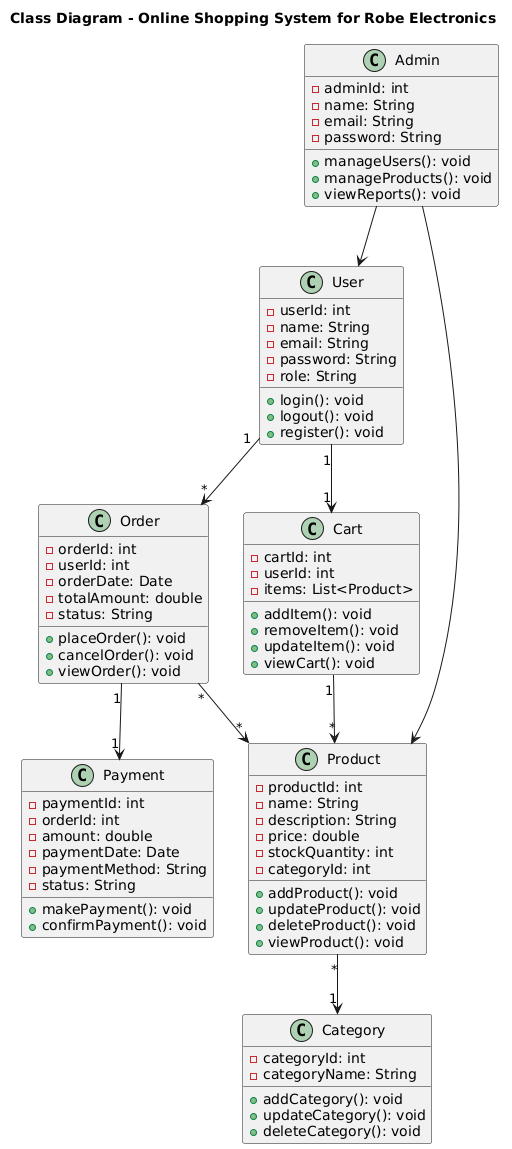 Class Diagram - Online Shopping System for Robe Electronics
C Admin
adminId: int
name: String
email: String
password: String
manageUsers(): void
manageProducts(): void
viewReports(): void
C User
userId: int
name: String
email: String
password: String
role: String
login(): void
logout(): void
register(): void
1
*
1
1
C Order
orderId: int
userId: int
orderDate: Date
totalAmount: double
status: String
placeOrder(): void
cancelOrder(): void
viewOrder(): void
C Cart
cartId: int
userId: int
items: List<Product>
addItem(): void
removeItem(): void
updateItem(): void
viewCart(): void
1
1
*
*
1
*
C Payment
paymentId: int
orderId: int
amount: double
paymentDate: Date
paymentMethod: String
status: String
makePayment(): void
confirmPayment(): void
C Product
productId: int
name: String
description: String
price: double
stockQuantity: int
categoryId: int
addProduct(): void
updateProduct(): void
deleteProduct(): void
viewProduct(): void
*
1
C Category
categoryId: int
categoryName: String
addCategory(): void
updateCategory(): void
deleteCategory(): void